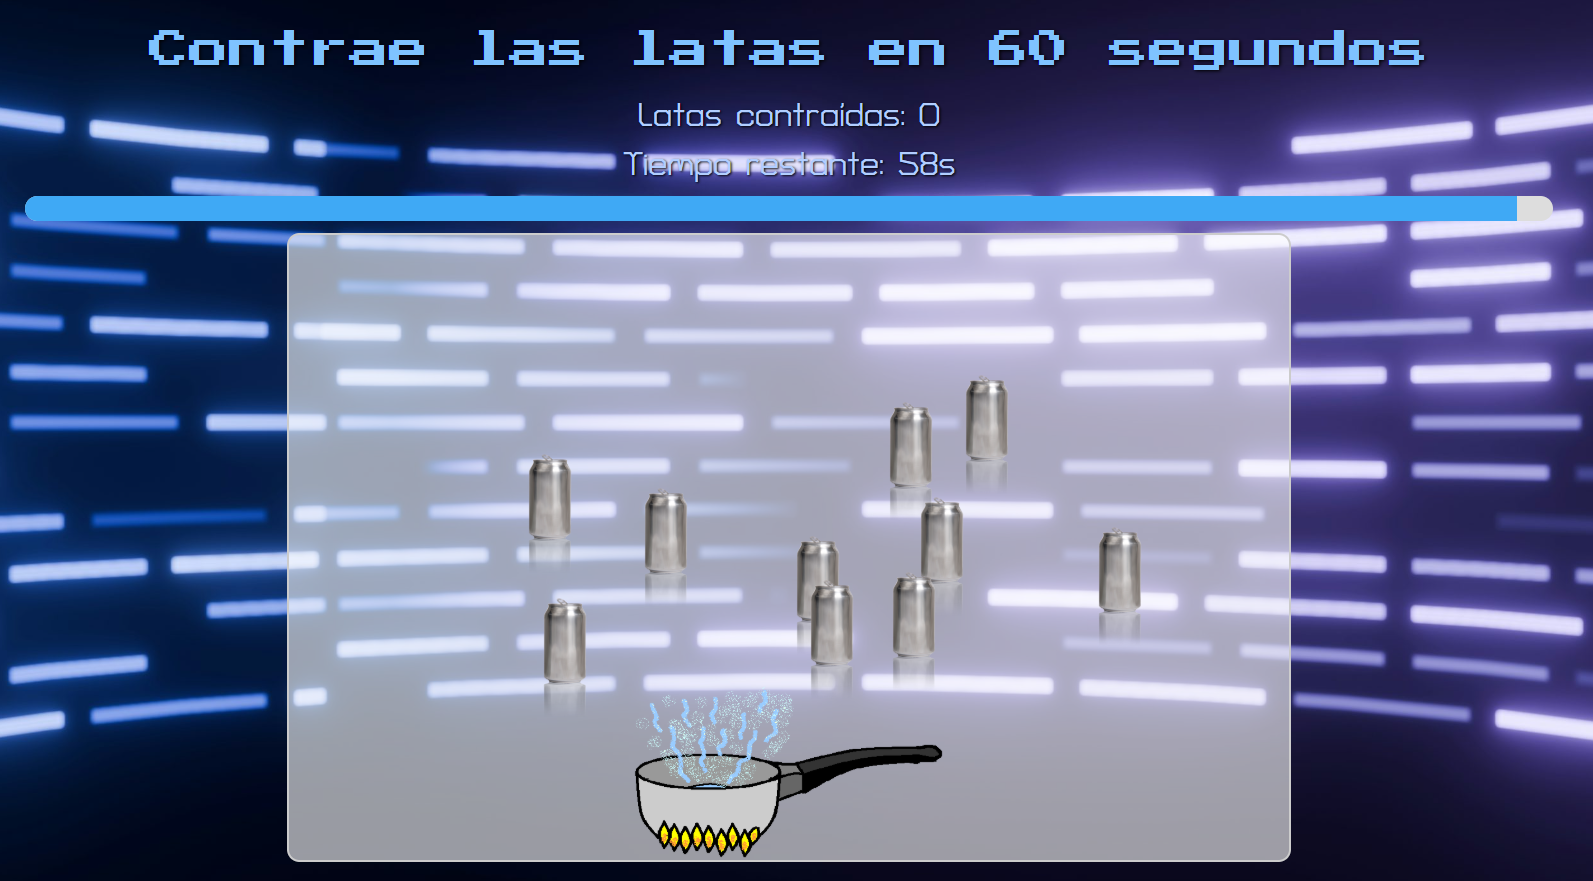 Contrae las latas en 60 segundos
Latas contraídas: 0
Tiempo restante: 58s